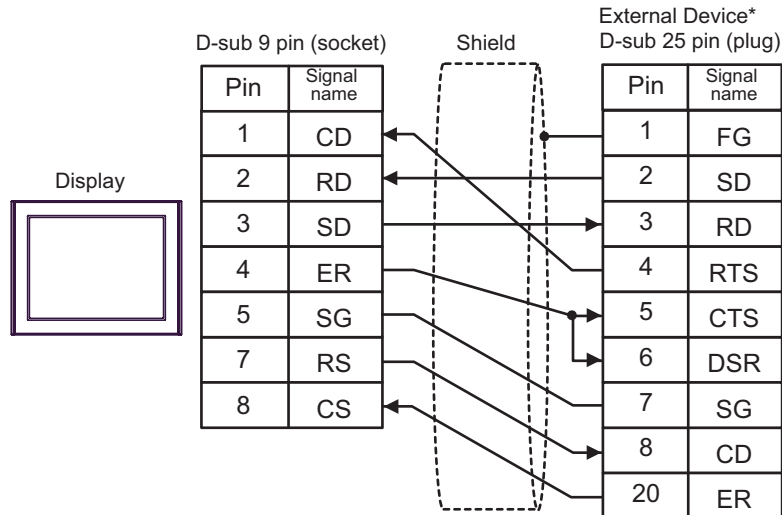 External Device*
D-sub 9 pin (socket) Shield D-sub 25 pin (plug)
Pin Signal name Pin Signal name
1 CD 1 FG
Display 2 RD 2 SD
3 SD 3 RD
4 ER 4 RTS
5 SG 5 CTS
7 RS 6 DSR
8 CS 7 SG
8 CD
20 ER